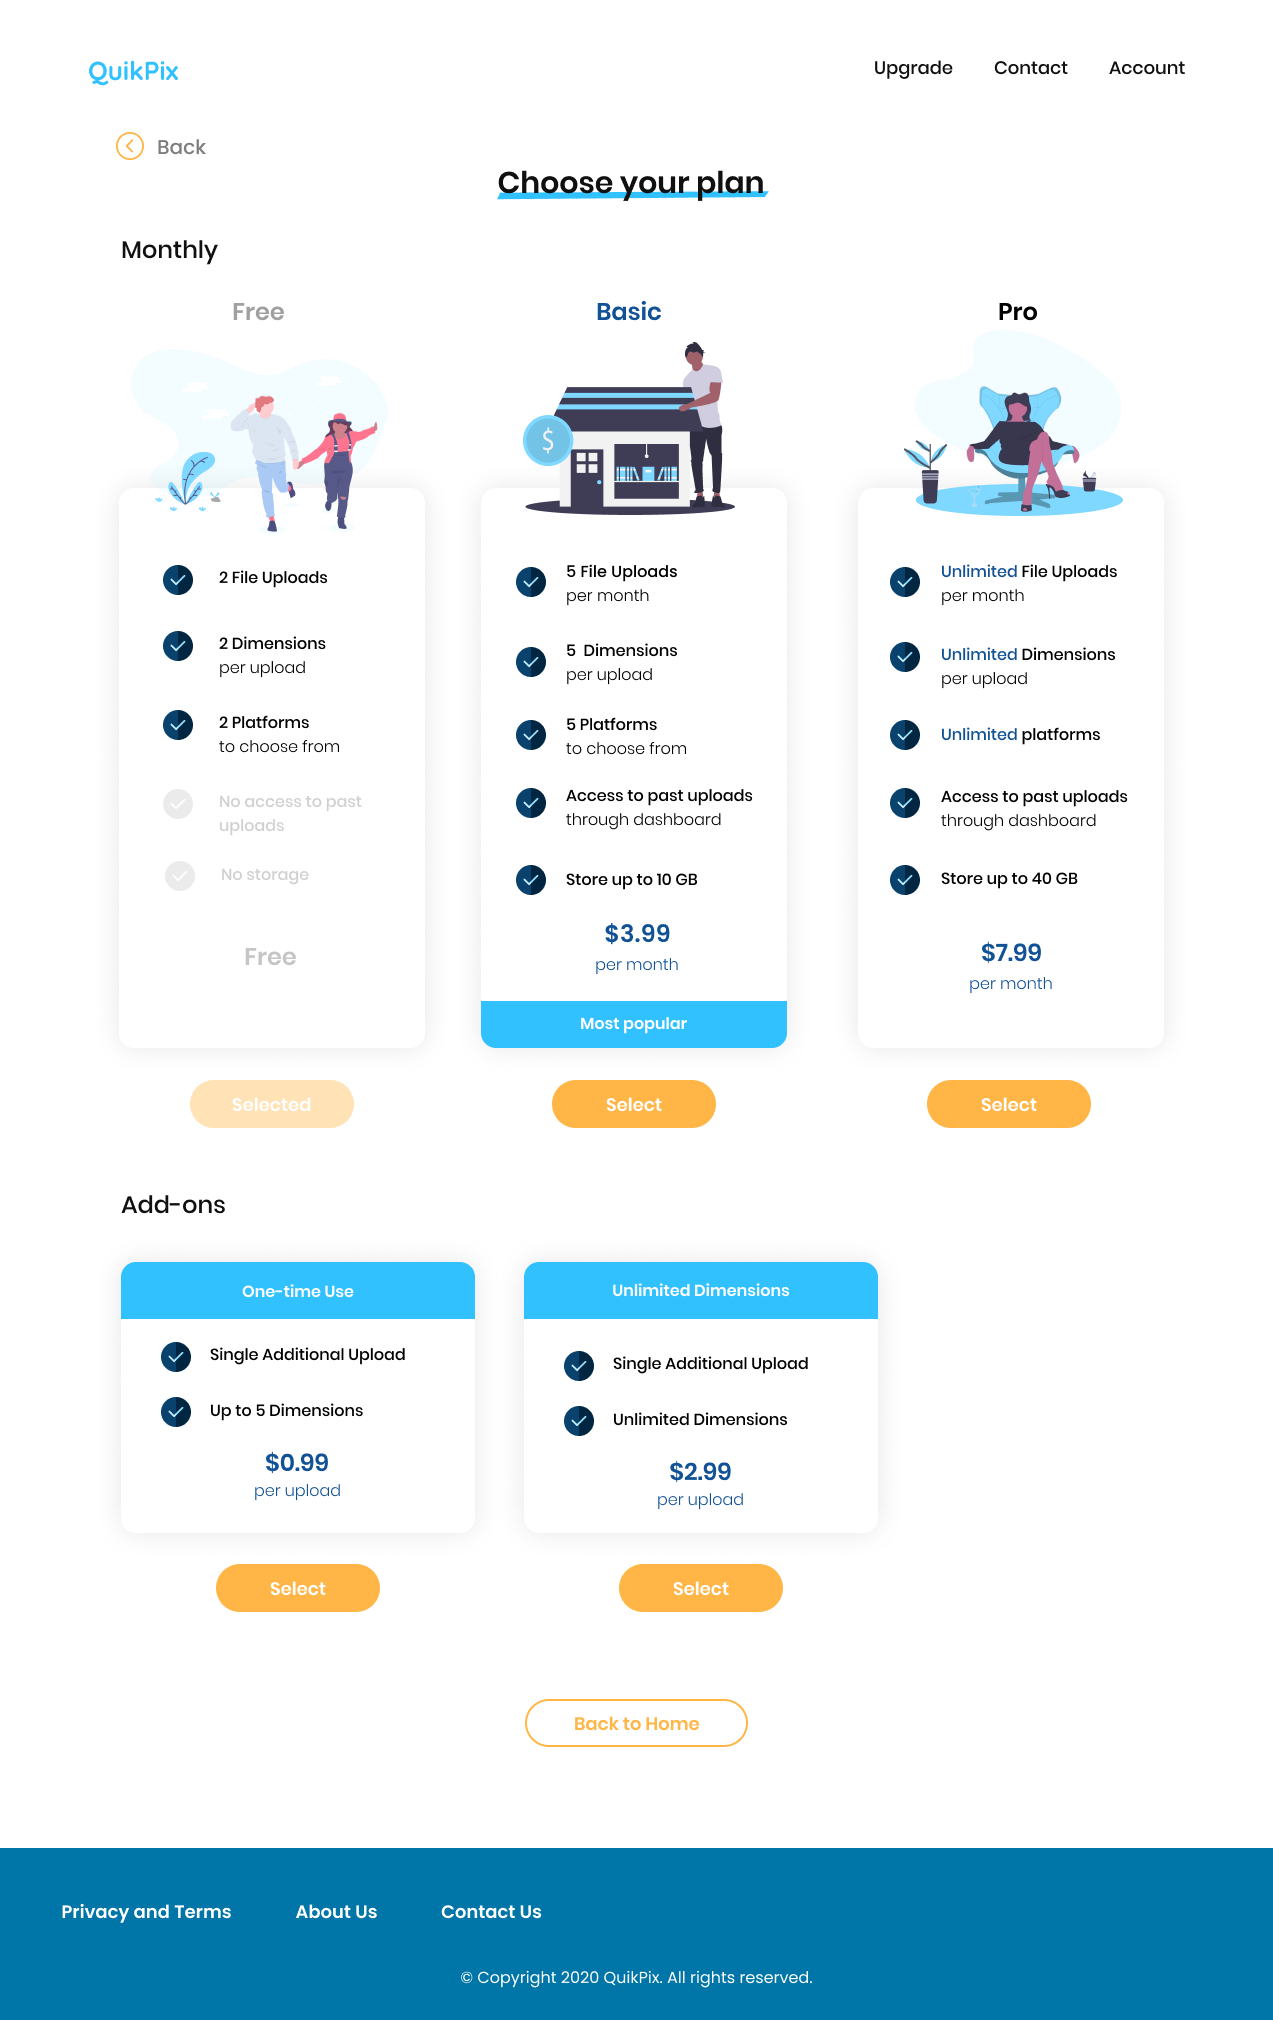 QuikPix
Upgrade
Contact
Account
Back
Choose your plan
Monthly
Free
2 File Uploads
2 Dimensions
per upload
2 Platforms
to choose from
No access to past
uploads
No storage
Free
Selected
Basic
$
5 File Uploads
per month
5 Dimensions
per upload
5 Platforms
to choose from
Access to past uploads
through dashboard
Store up to 10 GB
$3.99
per month
Most popular
Select
Pro
Unlimited File Uploads
per month
Unlimited Dimensions
per upload
Unlimited platforms
Access to past uploads
through dashboard
Store up to 40 GB
$7.99
per month
Select
Add-ons
One-time Use
Single Additional Upload
Up to 5 Dimensions
$0.99
per upload
Select
Unlimited Dimensions
Single Additional Upload
Unlimited Dimensions
$2.99
per upload
Select
Back to Home
Privacy and Terms
About Us
Contact Us
© Copyright 2020 QuikPix. All rights reserved.